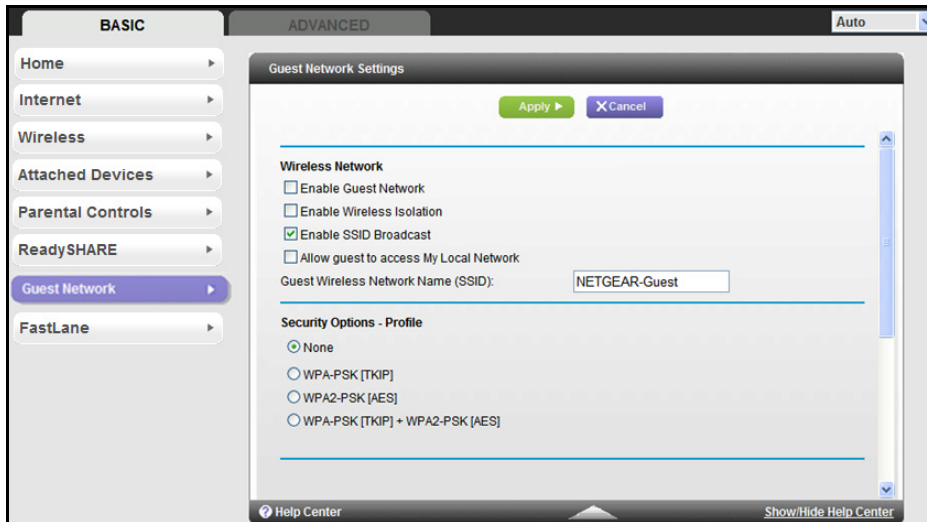 BASIC
ADVANCED
Auto
Home
Internet
Wireless
Attached Devices
Parental Controls
ReadySHARE
Guest Network
FastLane
Guest Network Settings
Apply
X Cancel
Wireless Network
Enable Guest Network
Enable Wireless Isolation
Enable SSID Broadcast
Allow guest to access My Local Network
Guest Wireless Network Name (SSID): NETGEAR-Guest
Security Options - Profile
None
WPA-PSK [TKIP]
WPA2-PSK [AES]
WPA-PSK [TKIP] + WPA2-PSK [AES]
? Help Center
Show/Hide Help Center